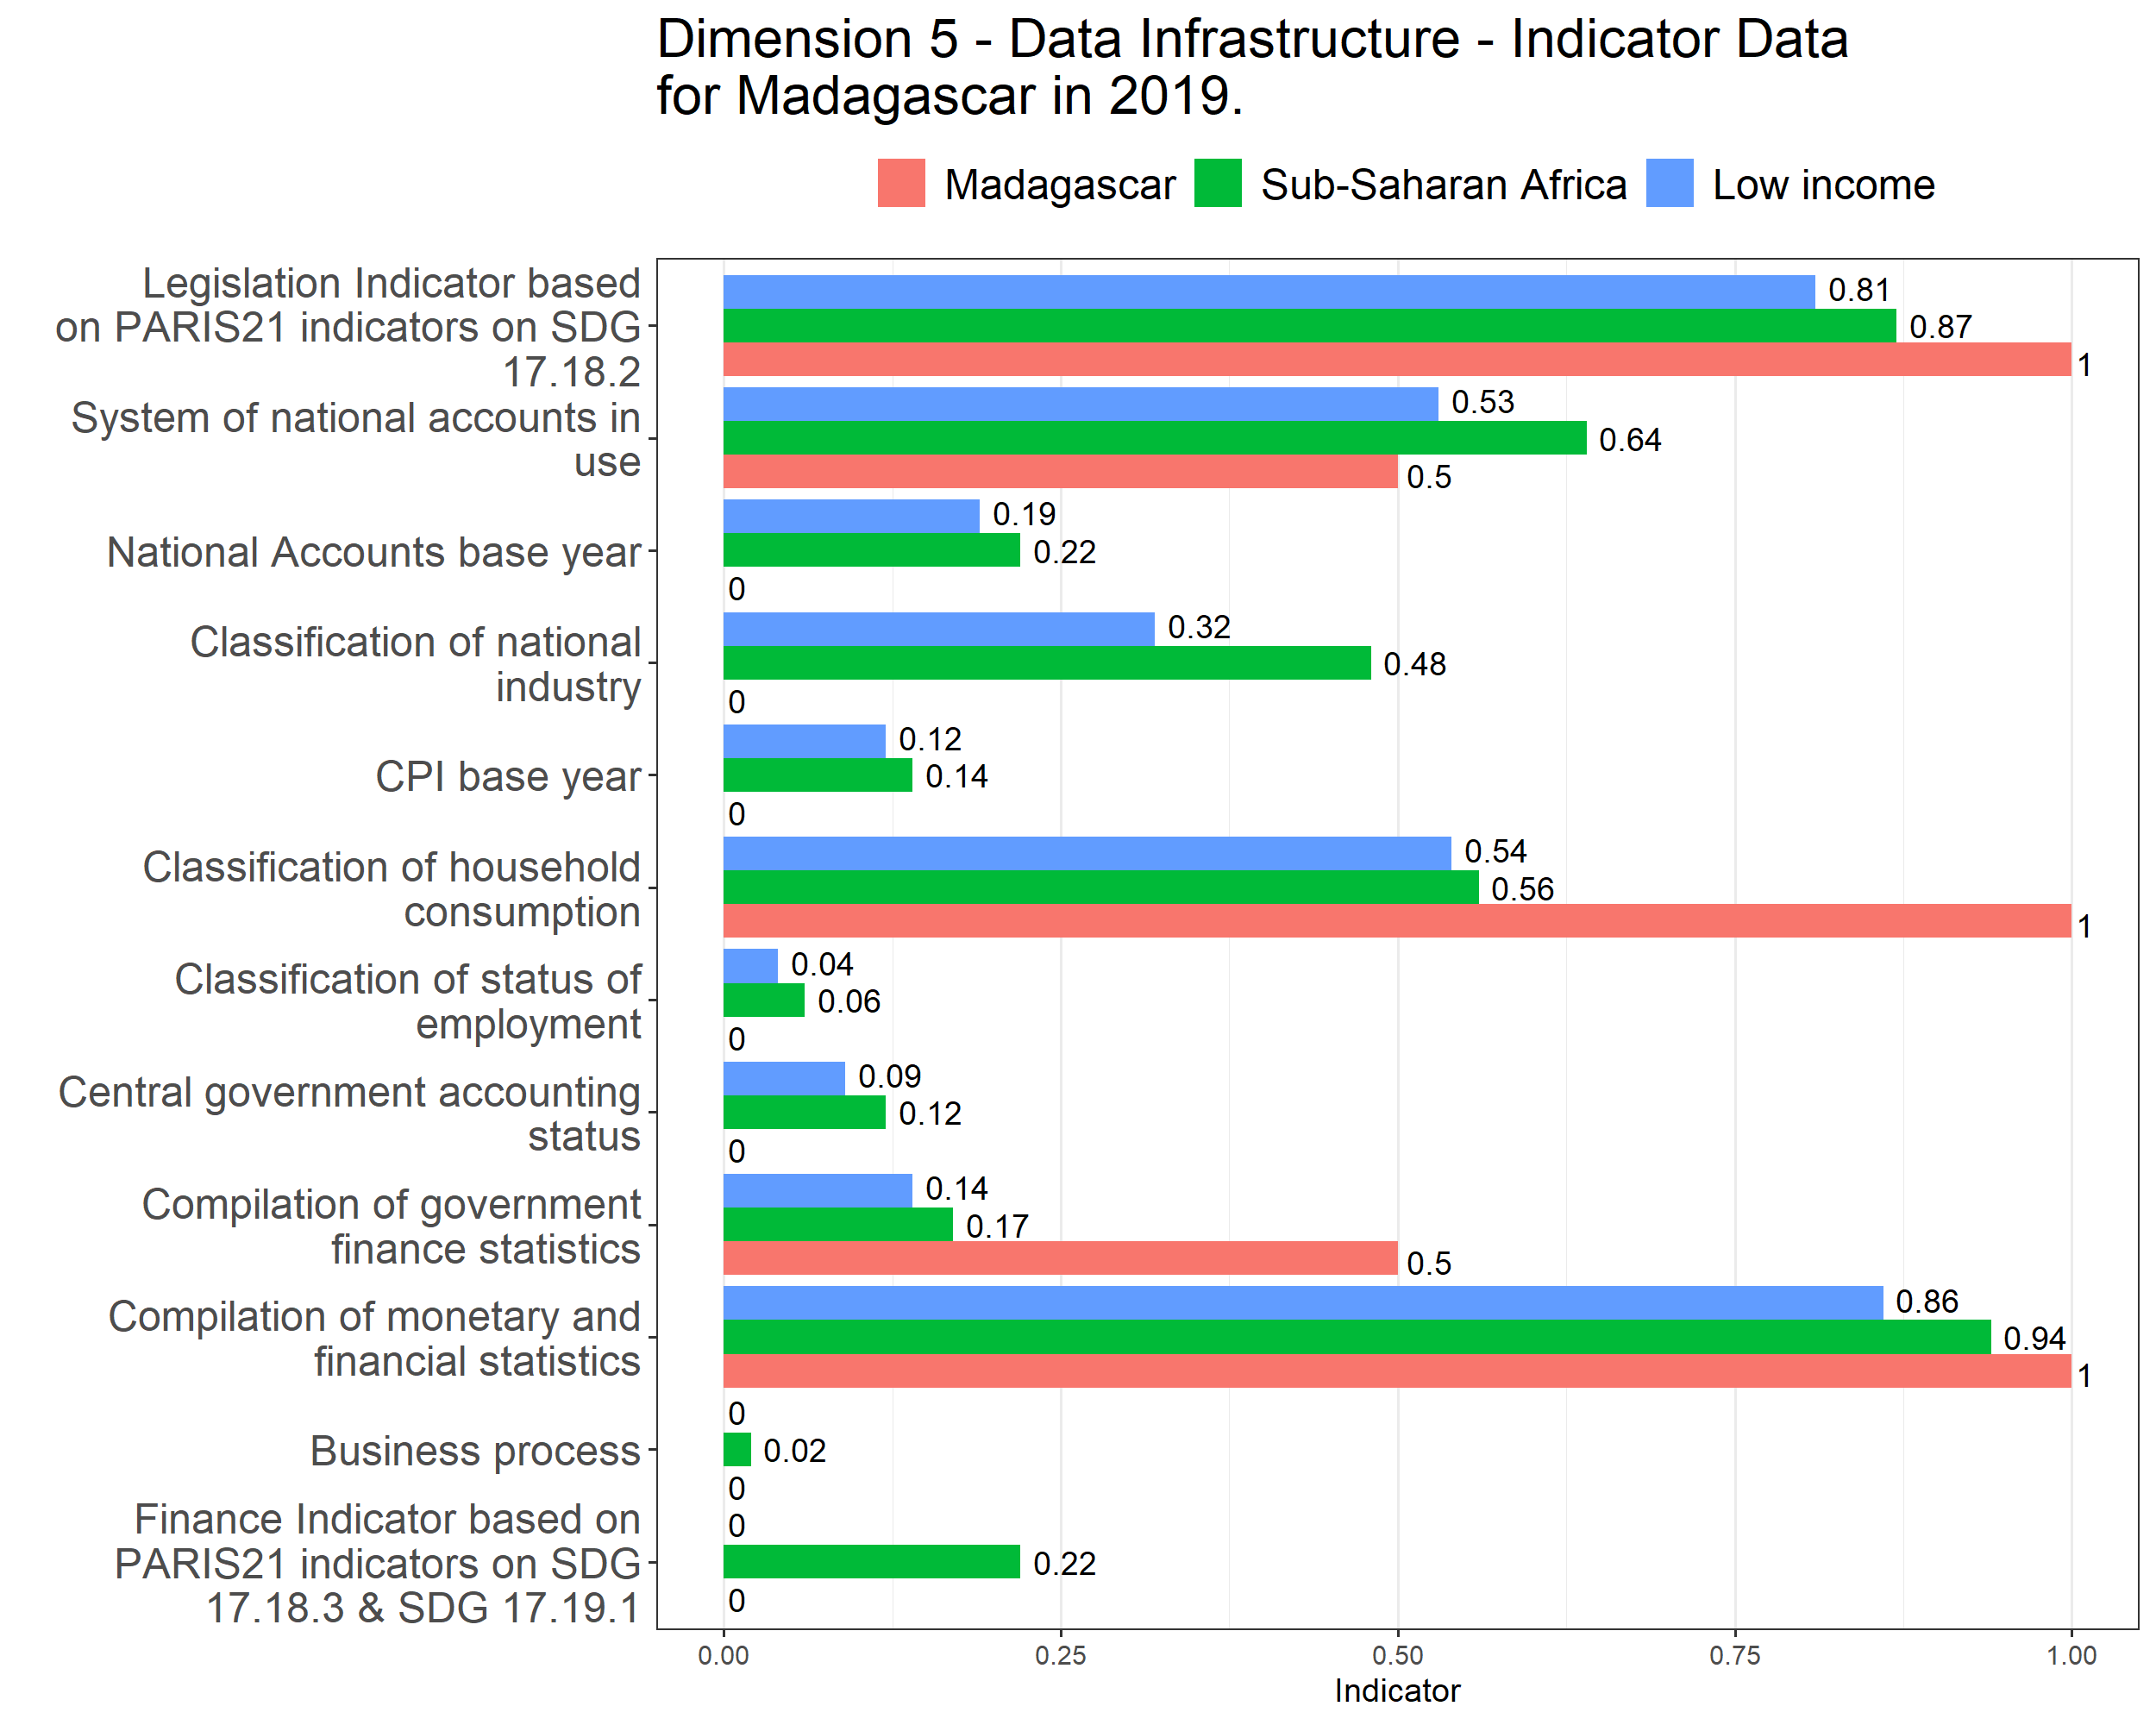 Dimension 5 - Data Infrastructure - Indicator Data
for Madagascar in 2019.
Madagascar Sub-Saharan Africa Low income
Legislation Indicator based
on PARIS21 indicators on SDG
17.18.2
0.81
0.87
1
System of national accounts in
use
0.53
0.64
0.5
National Accounts base year
0.19
0.22
0
Classification of national
industry
0.32
0.48
0
CPI base year
0.12
0.14
0
Classification of household
consumption
0.54
0.56
1
Classification of status of
employment
0.04
0.06
0
Central government accounting
status
0.09
0.12
0
Compilation of government
finance statistics
0.14
0.17
0.5
Compilation of monetary and
financial statistics
0.86
0.94
1
Business process
0
0.02
0
Finance Indicator based on
PARIS21 indicators on SDG
17.18.3 & SDG 17.19.1
0
0.22
0
0.00 0.25 0.50 0.75 1.00
Indicator